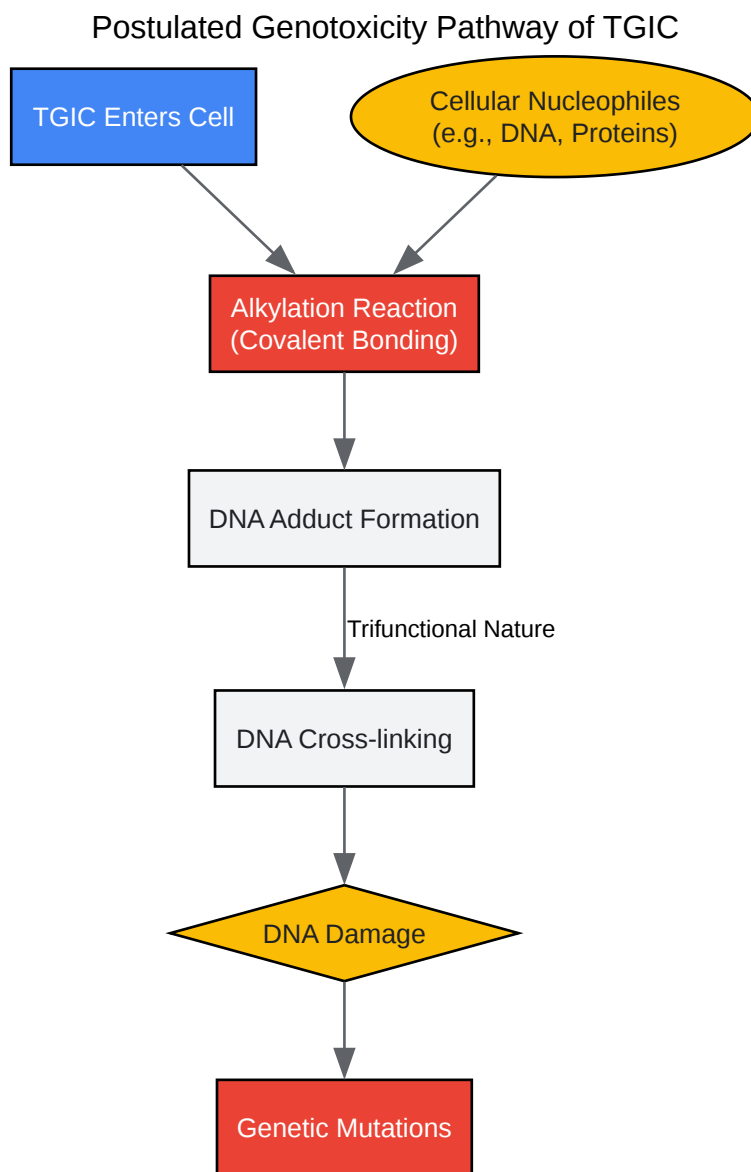 Postulated Genotoxicity Pathway of TGIC
TGIC Enters Cell
Cellular Nucleophiles
(e.g., DNA, Proteins)
Alkylation Reaction
(Covalent Bonding)
DNA Adduct Formation
Trifunctional Nature
DNA Cross-linking
DNA Damage
Genetic Mutations